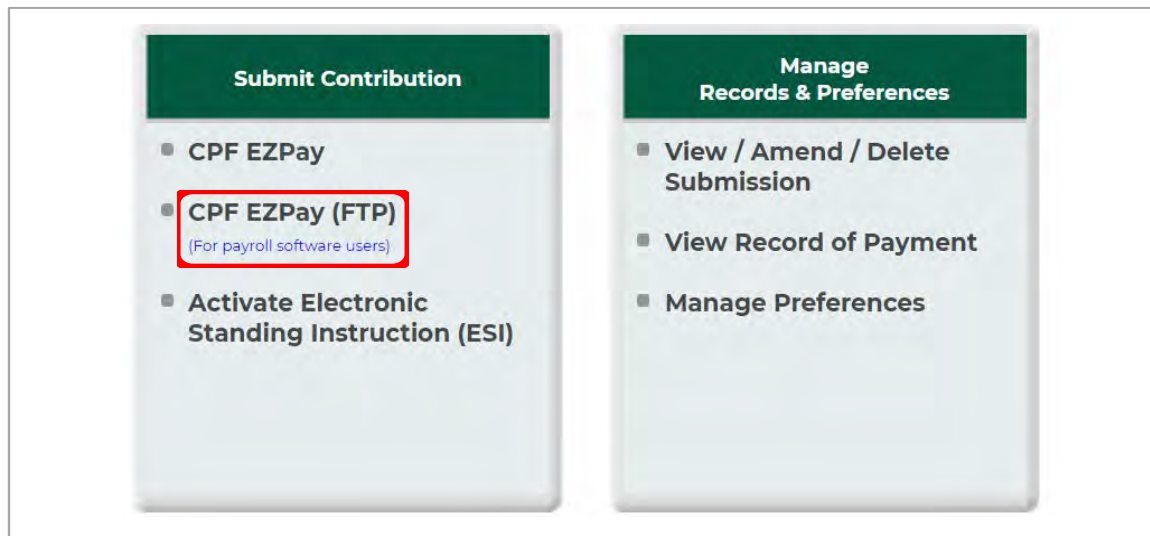 Submit Contribution
CPF EZPay
CPF EZPay (FTP)
(For payroll software users)
Activate Electronic
Standing Instruction (ESI)
Manage
Records & Preferences
View / Amend / Delete
Submission
View Record of Payment
Manage Preferences